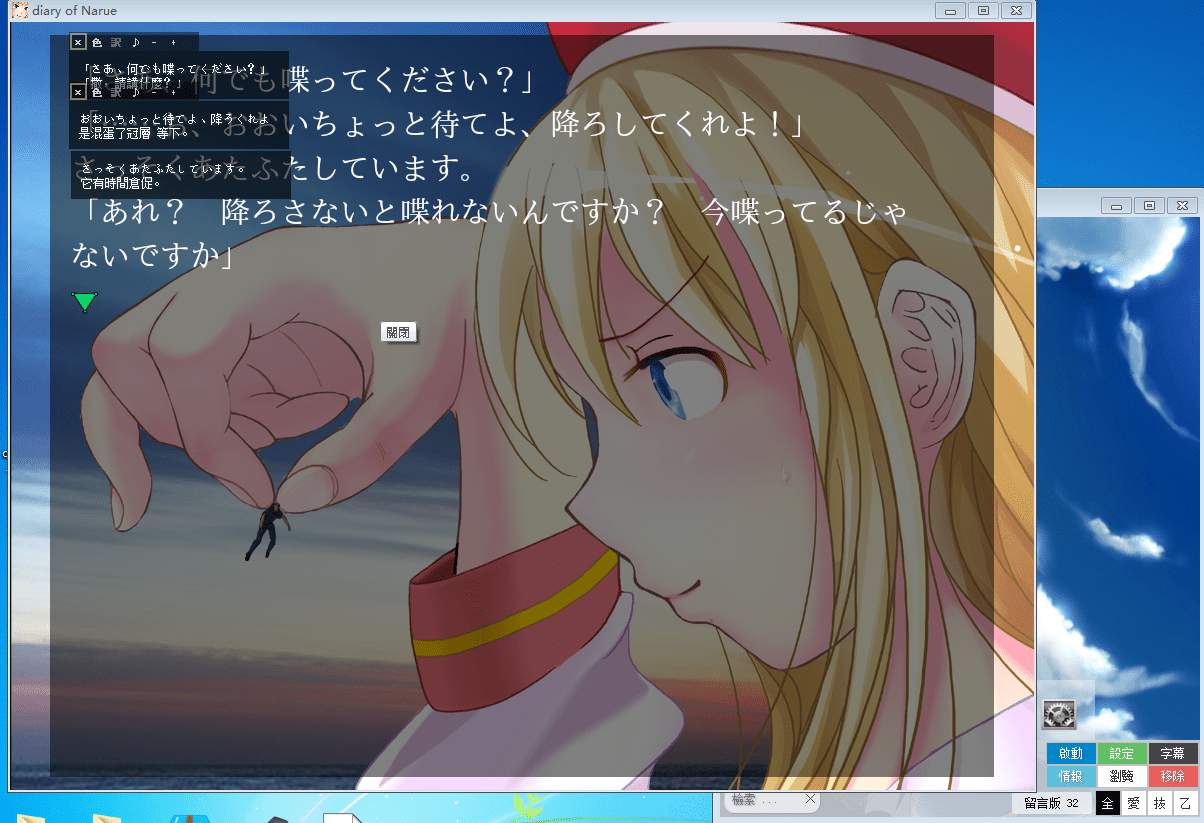 diary of Narue
色 訳 ♪ - +
「さあ、何でも喋ってください？」
「撒，請講什麼？」
何でも喋ってください？」
色 訳 ♪ - +
おおいちょっと待てよ、降ろくれよ
是混蛋了冠層 等下。
、おおいちょっと待てよ、降ろしてくれよ！」
さっそくあたふたしています。
它有時間倉促。
さっそくあたふたしています。
「あれ？　降ろさないと喋れないんですか？　今喋ってるじゃ
ないですか」
關閉
啟動 設定 字幕
情報 瀏覽 移除
檢索 ...
留言版 32
全 愛 抜 乙